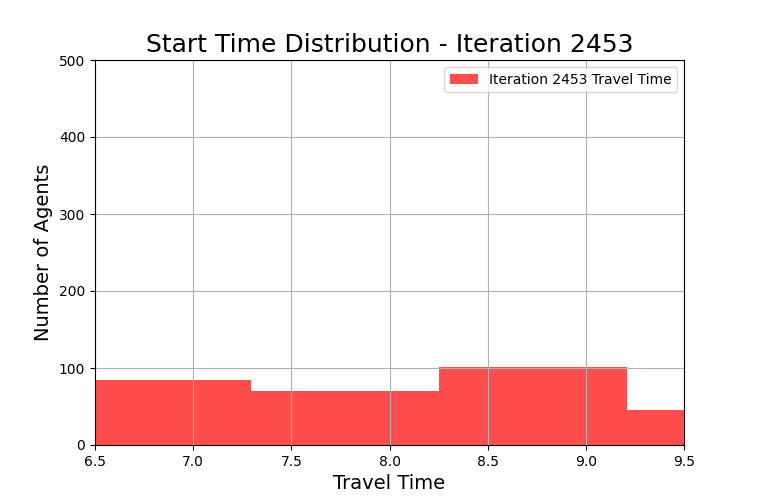 Start Time Distribution - Iteration 2453
Iteration 2453 Travel Time
Number of Agents
500
400
300
200
100
0
6.5 7.0 7.5 8.0 8.5 9.0 9.5
Travel Time